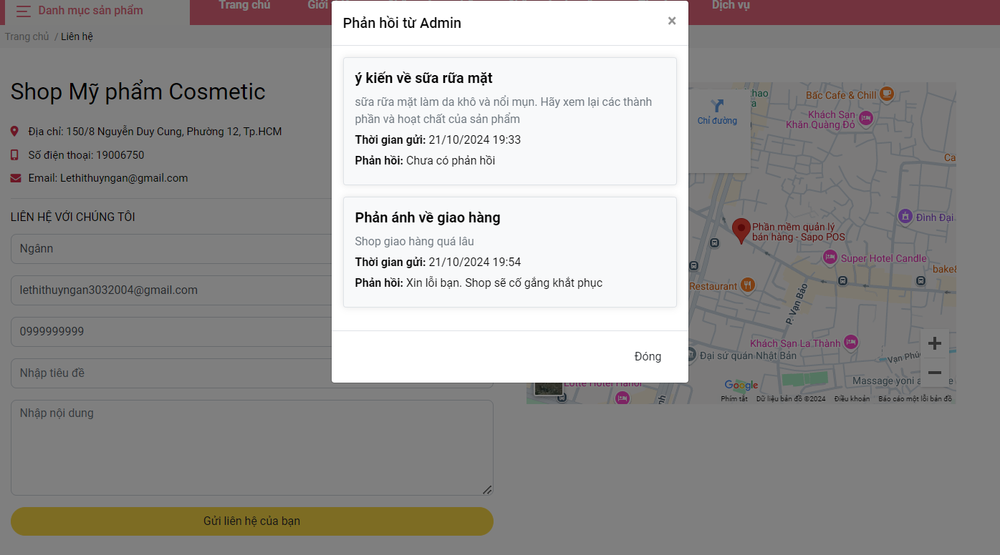 Danh mục sản phẩm
Trang chủ
Giới
Dịch vụ
Trang chủ / Liên hệ
Shop Mỹ phẩm Cosmetic
Địa chỉ: 150/8 Nguyễn Duy Cung, Phường 12, Tp.HCM
Số điện thoại: 19006750
Email: Lethithuyngan@gmail.com
LIÊN HỆ VỚI CHÚNG TÔI
Ngânn
lethithuyngan3032004@gmail.com
0999999999
Nhập tiêu đề
Nhập nội dung
Gửi liên hệ của bạn
Phản hồi từ Admin
×
ý kiến về sữa rữa mặt
sữa rữa mặt làm da khô và nổi mụn. Hãy xem lại các thành
phần và hoạt chất của sản phẩm
Thời gian gửi: 21/10/2024 19:33
Phản hồi: Chưa có phản hồi
Phản ánh về giao hàng
Shop giao hàng quá lâu
Thời gian gửi: 21/10/2024 19:54
Phản hồi: Xin lỗi bạn. Shop sẽ cố gắng khắt phục
Đóng
Chỉ đường
Bấc Cafe & Chill
Khách Sạn
Khăn Quàng Đỏ
Đình Đại
Phần mềm quản lý
bán hàng - Sapo POS
Super Hotel Candle
bake
Restaurant
P. Vạn Bảo
Khách Sạn La Thành
Đại sứ quán Nhật Bản
Vạn Phú
Massage yoni
Lotte Hotel Hanoi
Google
Phím tắt
Dữ liệu bản đồ ©2024
Điều khoản
Báo cáo một lỗi bản đồ